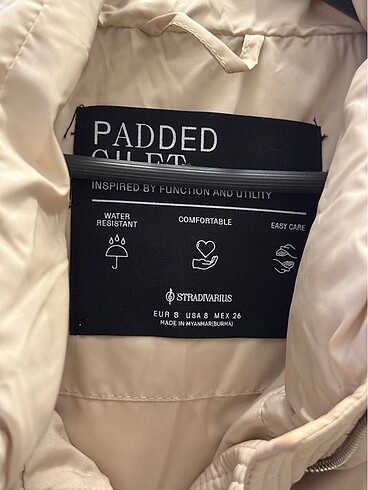 PADDED
GILET
INSPIRED BY FUNCTION AND UTILITY
WATER
RESISTANT
COMFORTABLE
EASY CARE
STRADIVARIUS
EUR S USA S MEX 26
MADE IN MYANMAR(BURMA)